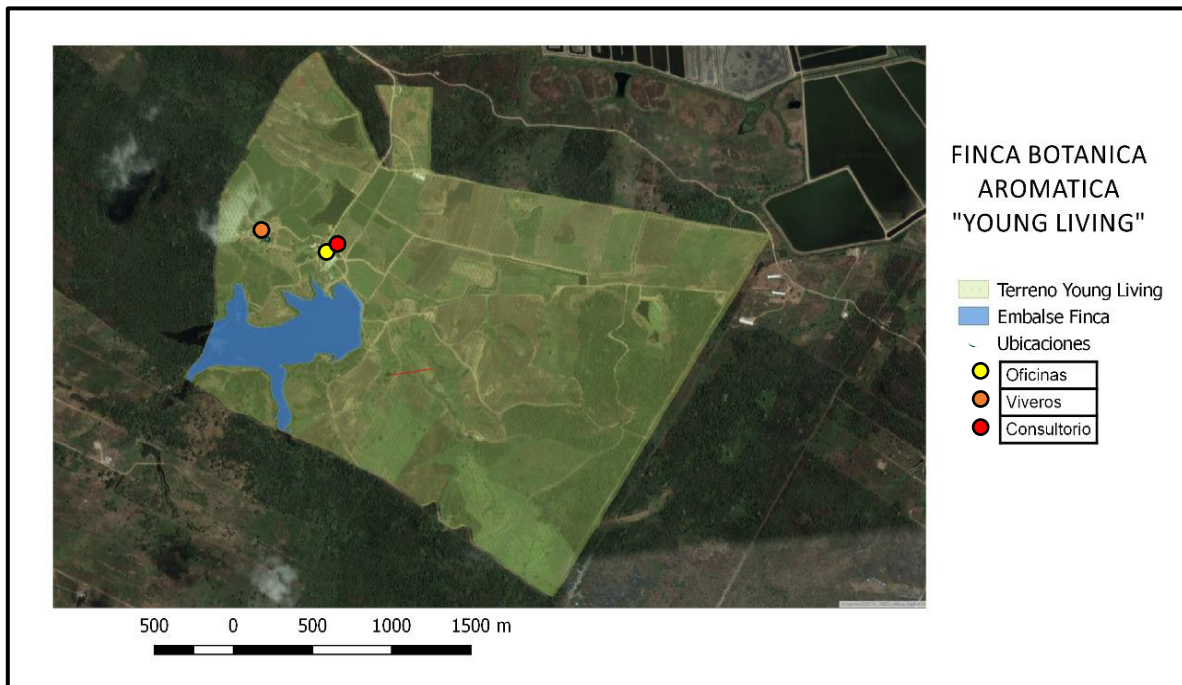 FINCA BOTANICA
AROMATICA
"YOUNG LIVING"
Terreno Young Living
Embalse Finca
Ubicaciones
Oficinas
Viveros
Consultorio
500 0 500 1000 1500 m